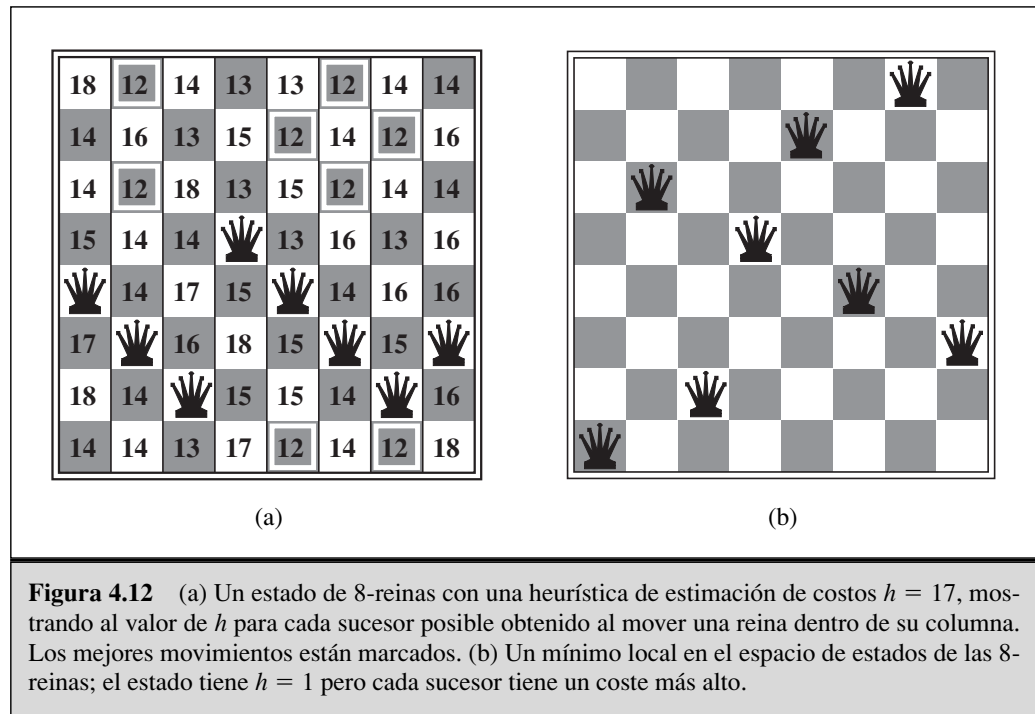 18 12 14 13 13 12 14 14
14 16 13 15 12 14 12 16
14 12 18 13 15 12 14 14
15 14 14 13 16 13 16
14 17 15 14 16 16
17 16 18 15 15
18 14 15 15 14 16
14 14 13 17 12 14 12 18
(a)
(b)
Figura 4.12 (a) Un estado de 8-reinas con una heurística de estimación de costos h = 17, mos-
trando al valor de h para cada sucesor posible obtenido al mover una reina dentro de su columna.
Los mejores movimientos están marcados. (b) Un mínimo local en el espacio de estados de las 8-
reinas; el estado tiene h = 1 pero cada sucesor tiene un coste más alto.